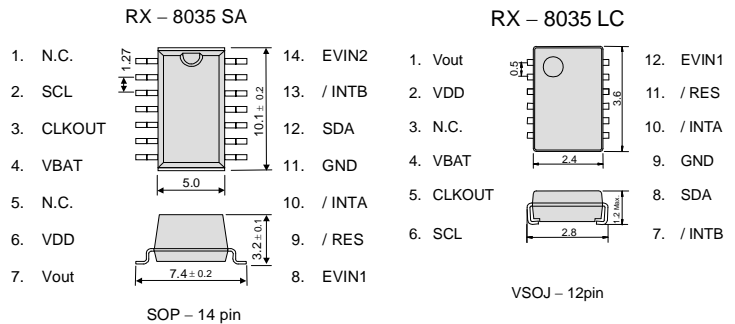 RX – 8035 SA
1. N.C.
2. SCL
3. CLKOUT
4. VBAT
5. N.C.
6. VDD
7. Vout
1.27
10.1 ± 0.2
5.0
3.2 ± 0.1
7.4 ± 0.2
14. EVIN2
13. / INTB
12. SDA
11. GND
10. / INTA
9. / RES
8. EVIN1
SOP – 14 pin
RX – 8035 LC
1. Vout
2. VDD
3. N.C.
4. VBAT
5. CLKOUT
6. SCL
0.5
3.6
2.4
1.2 Max.
2.8
12. EVIN1
11. / RES
10. / INTA
9. GND
8. SDA
7. / INTB
VSOJ – 12pin